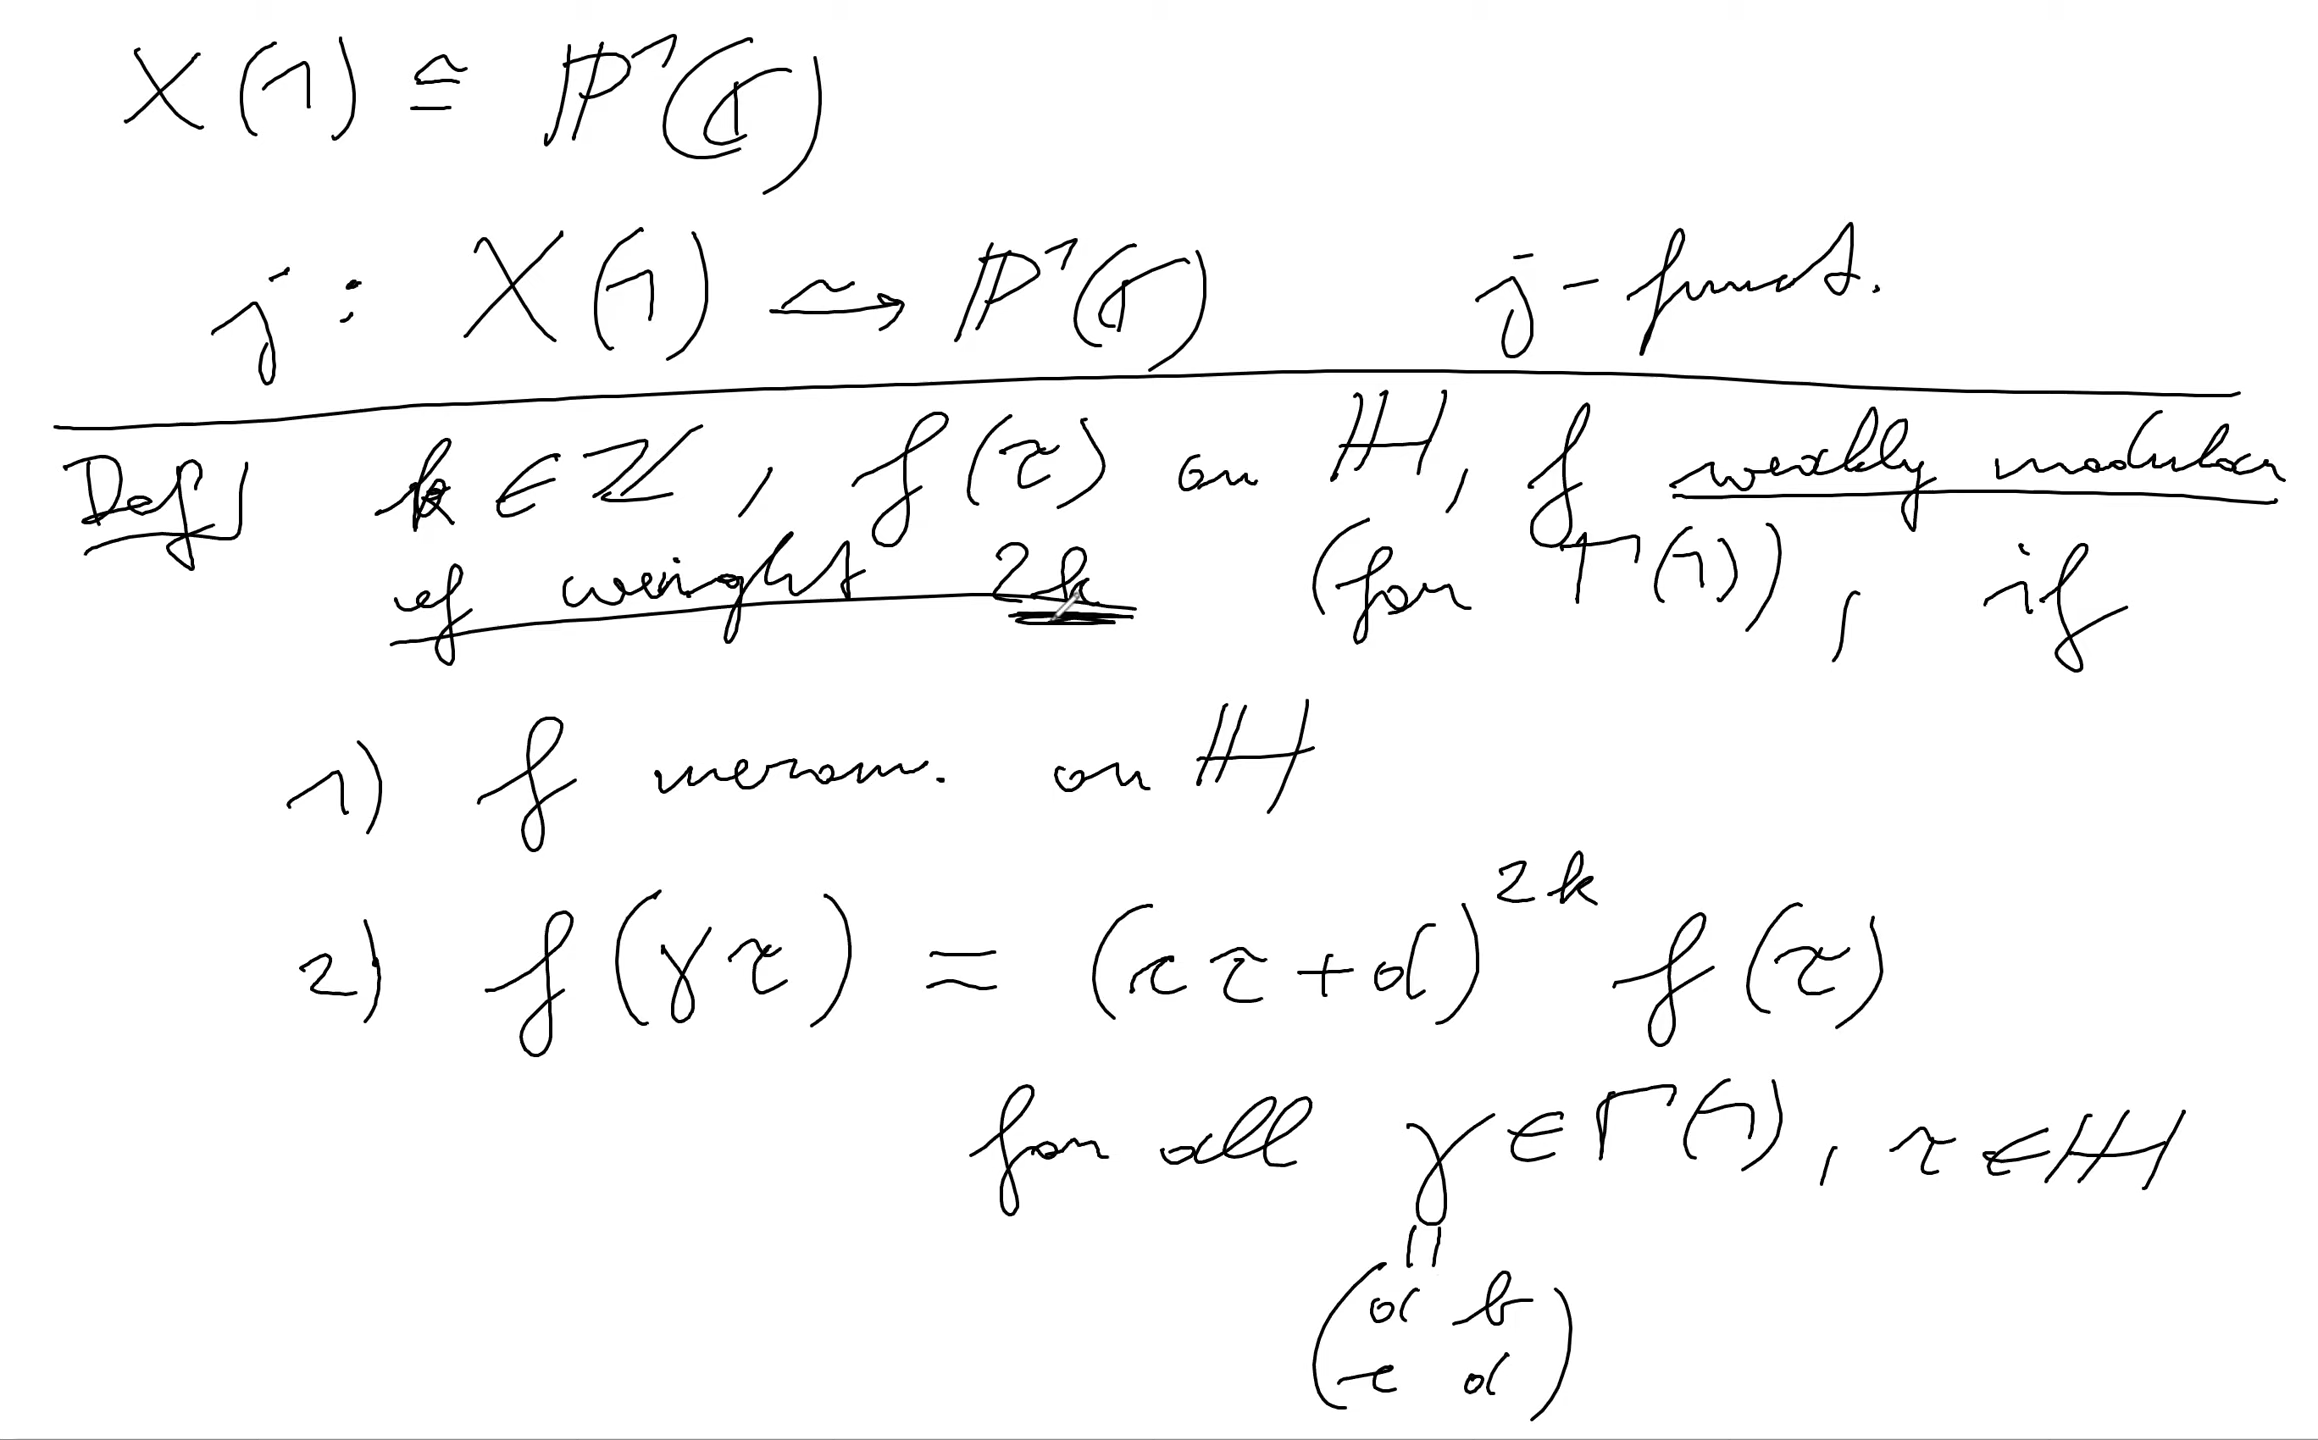 X(1) ≅ ℙ¹(ℂ)
j : X(1) ⥲ ℙ¹(ℂ) j-funct.
Def k ∈ ℤ, f(τ) on ℍ, f weakly modular
of weight 2k (for Γ(1)), if
1) f merom. on ℍ
2) f(γτ) = (cτ+d)^{2k} f(τ)
for all γ ∈ Γ(1), τ ∈ ℍ
||
(a b
c d)